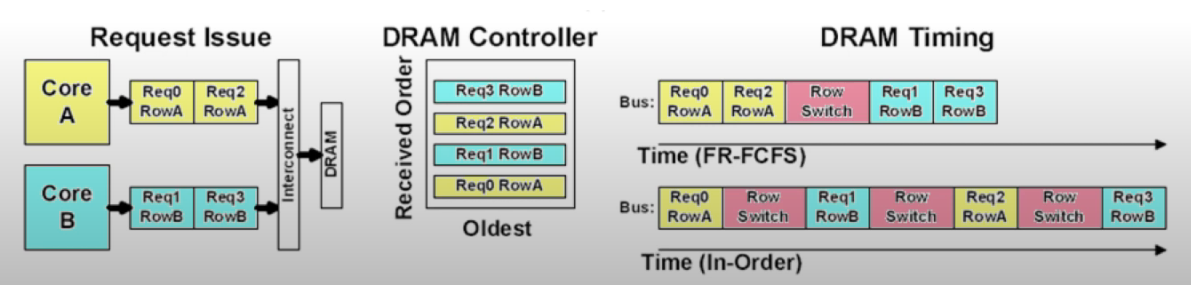 Request Issue
Core
A
Req0
RowA
Req2
RowA
Core
B
Req1
RowB
Req3
RowB
Interconnect
DRAM
DRAM Controller
Received Order
Req3 RowB
Req2 RowA
Req1 RowB
Req0 RowA
Oldest
DRAM Timing
Bus:
Req0
RowA
Req2
RowA
Row
Switch
Req1
RowB
Req3
RowB
Time (FR-FCFS)
Bus:
Req0
RowA
Row
Switch
Req1
RowB
Row
Switch
Req2
RowA
Row
Switch
Req3
RowB
Time (In-Order)